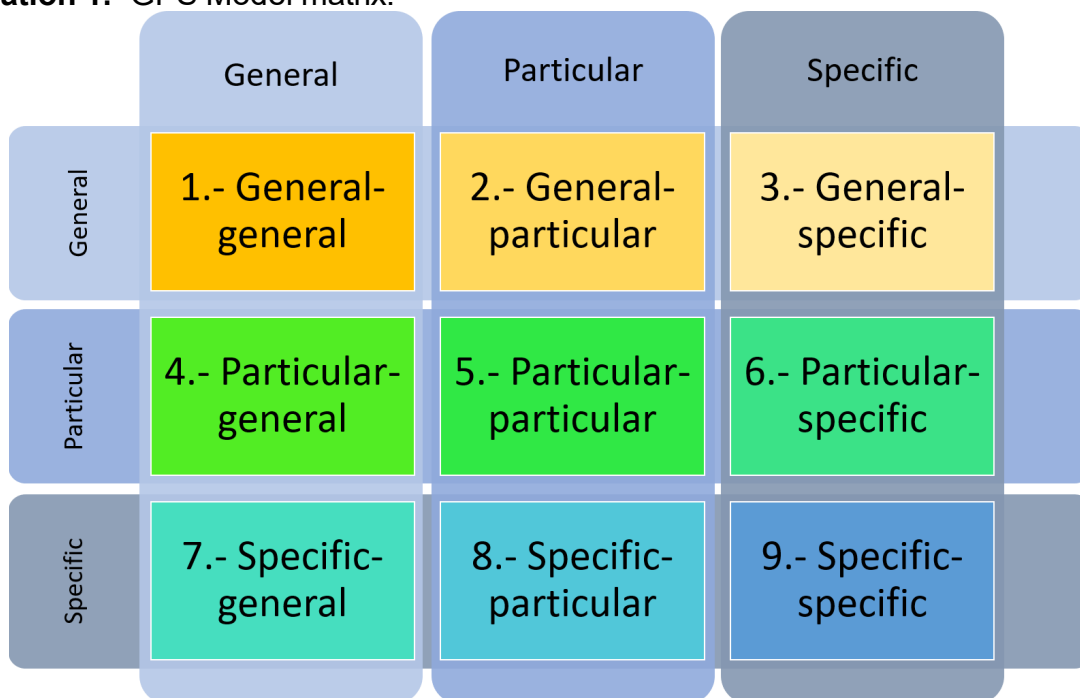 General
Particular
Specific
General
1.- General-
general
2.- General-
particular
3.- General-
specific
Particular
4.- Particular-
general
5.- Particular-
particular
6.- Particular-
specific
Specific
7.- Specific-
general
8.- Specific-
particular
9.- Specific-
specific